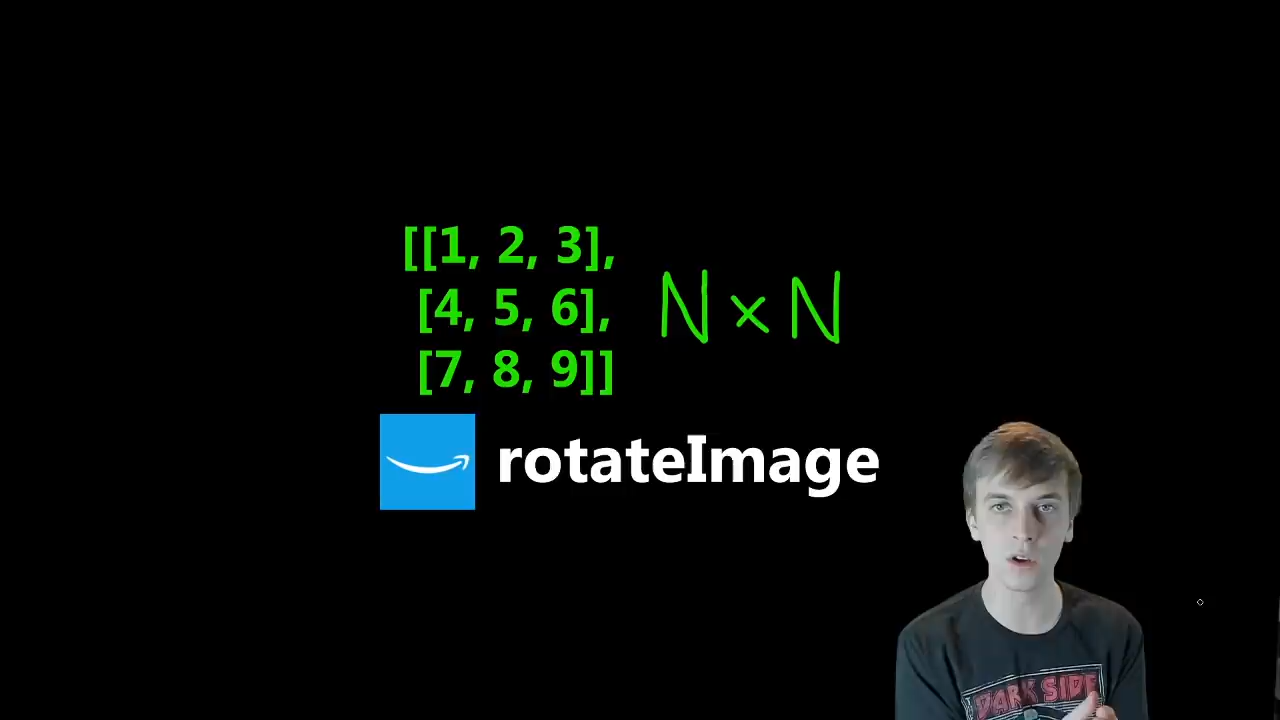 [[1, 2, 3],
[4, 5, 6],
[7, 8, 9]]
N x N
rotateImage
DARK SIDE